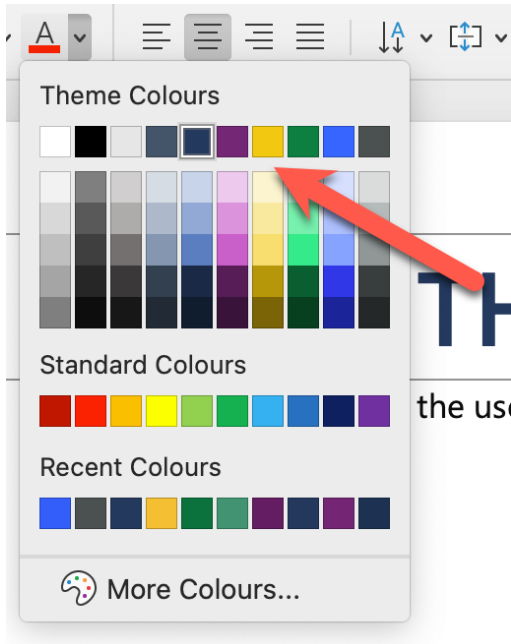 A
A
Theme Colours
TH
Standard Colours
the us
Recent Colours
More Colours...